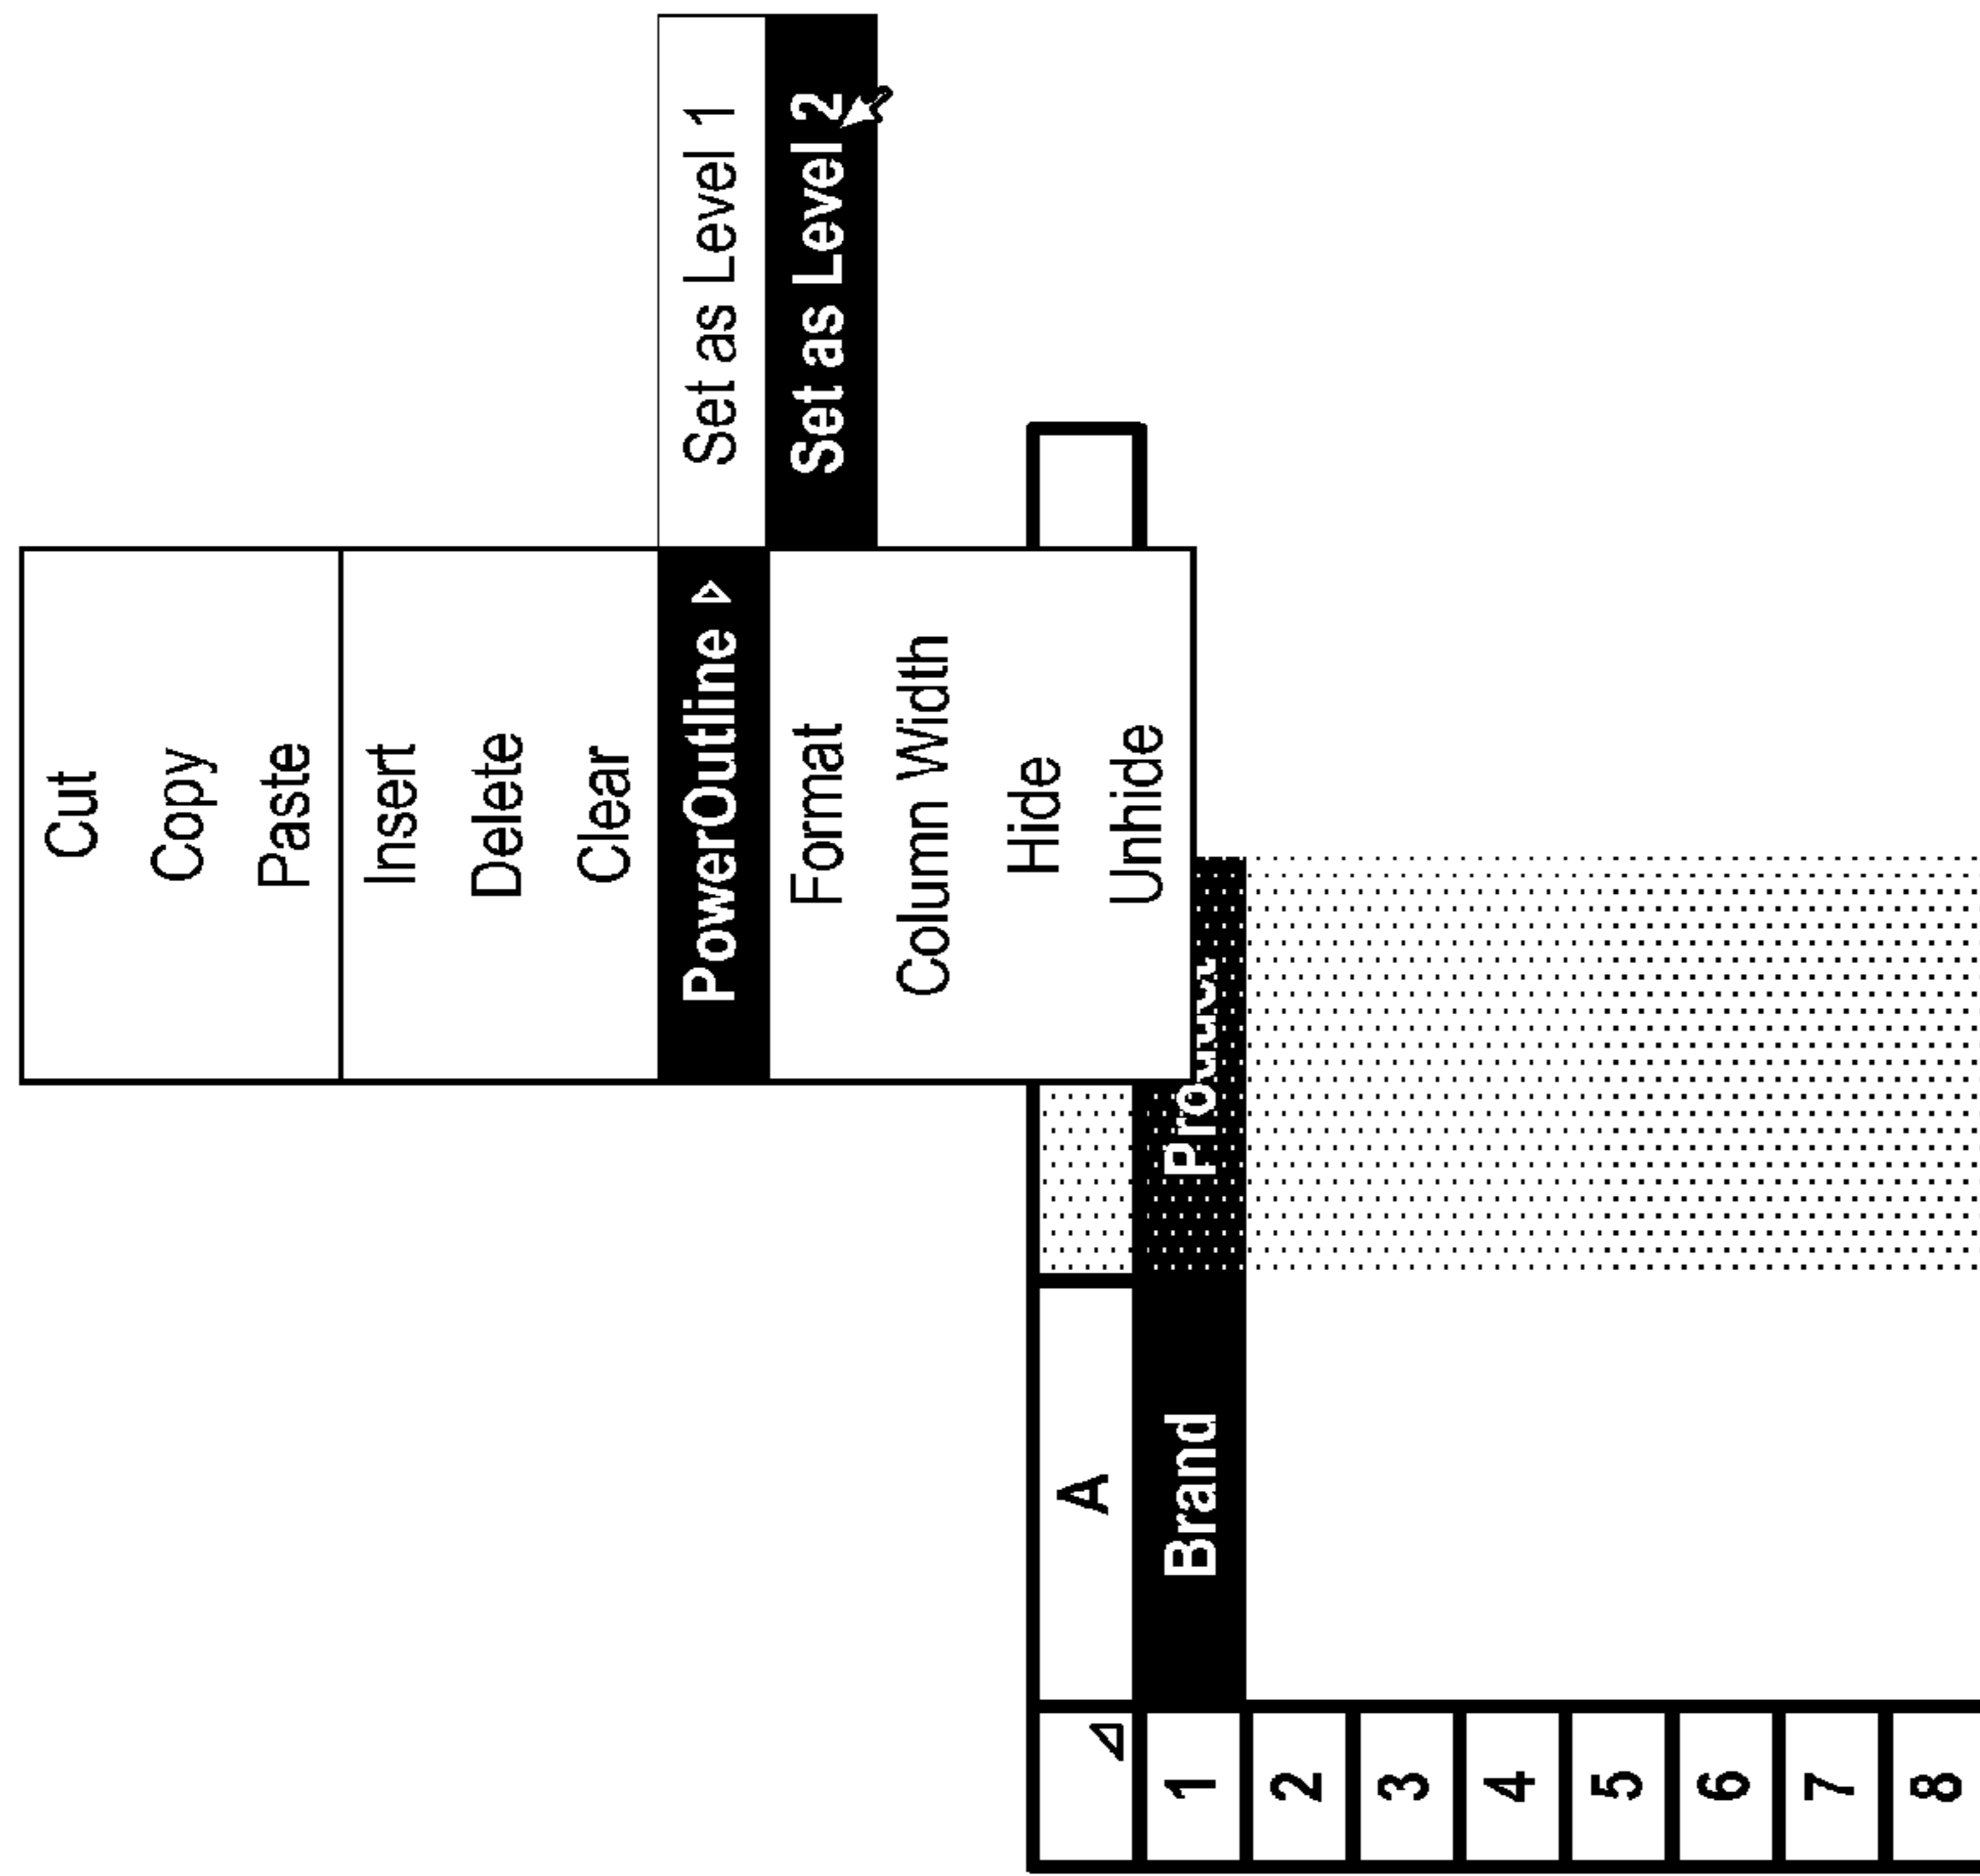 Cut
Copy
Paste
Insert
Delete
Clear
PowerOutline
Set as Level 1
Set as Level 2
Format
Column Width
Hide
Unhide
A
1 Brand Product
2
3
4
5
6
7
8